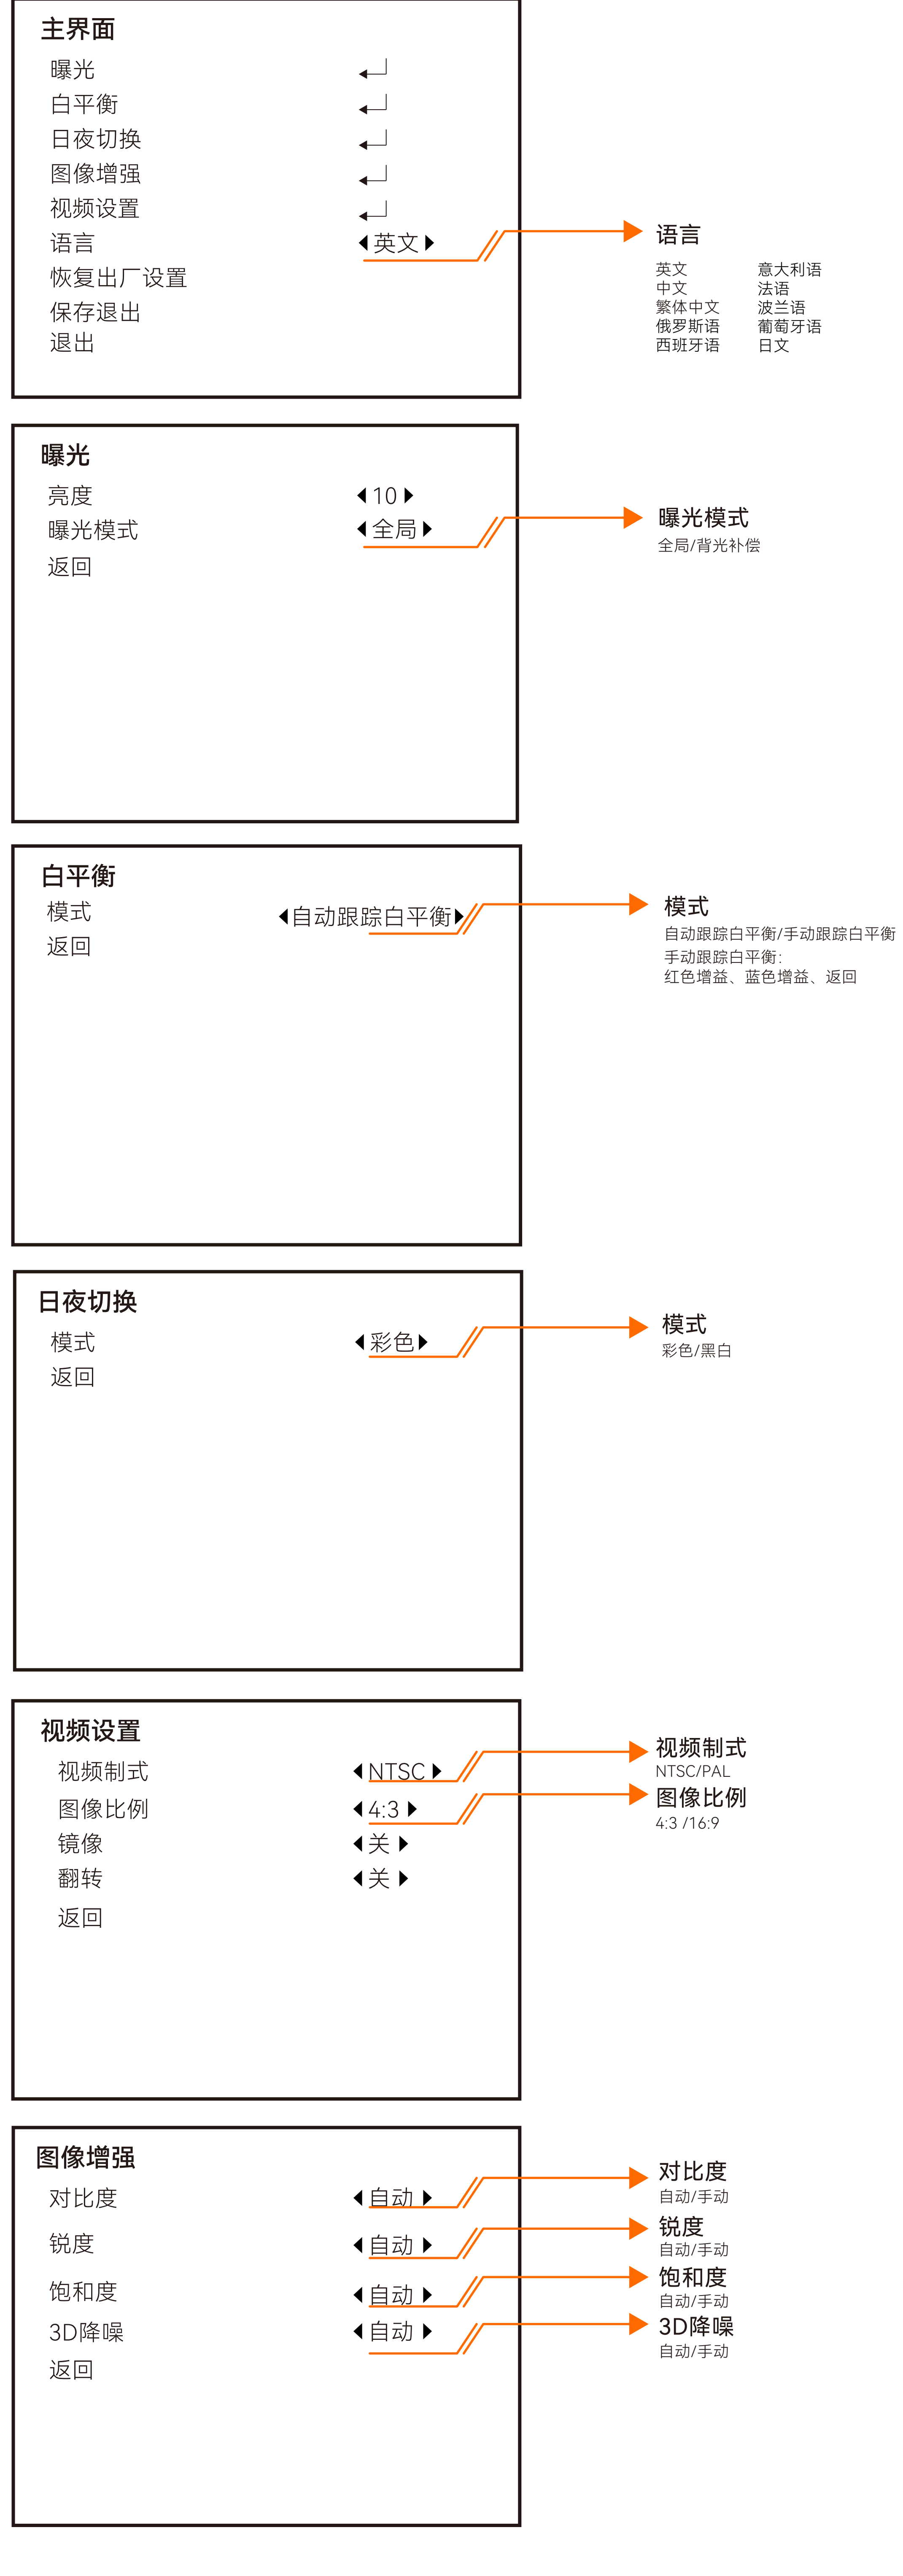 主界面
曝光
白平衡
日夜切换
图像增强
视频设置
语言 英文
恢复出厂设置
保存退出
退出
语言
英文 意大利语
中文 法语
繁体中文 波兰语
俄罗斯语 葡萄牙语
西班牙语 日文
曝光
亮度 10
曝光模式 全局
返回
曝光模式
全局/背光补偿
白平衡
模式 自动跟踪白平衡
返回
模式
自动跟踪白平衡/手动跟踪白平衡
手动跟踪白平衡:
红色增益、蓝色增益、返回
日夜切换
模式 彩色
返回
模式
彩色/黑白
视频设置
视频制式 NTSC
图像比例 4:3
镜像 关
翻转 关
返回
视频制式
NTSC/PAL
图像比例
4:3 /16:9
图像增强
对比度 自动
锐度 自动
饱和度 自动
3D降噪 自动
返回
对比度
自动/手动
锐度
自动/手动
饱和度
自动/手动
3D降噪
自动/手动